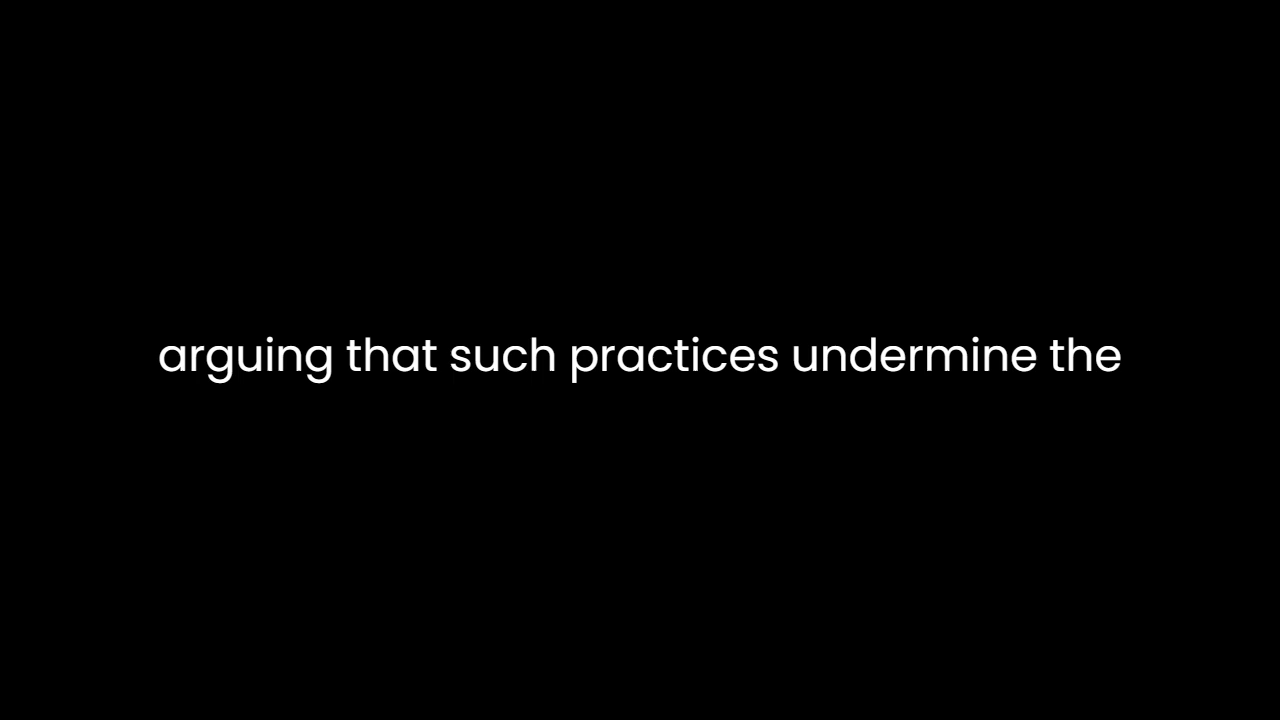 arguing that such practices undermine the